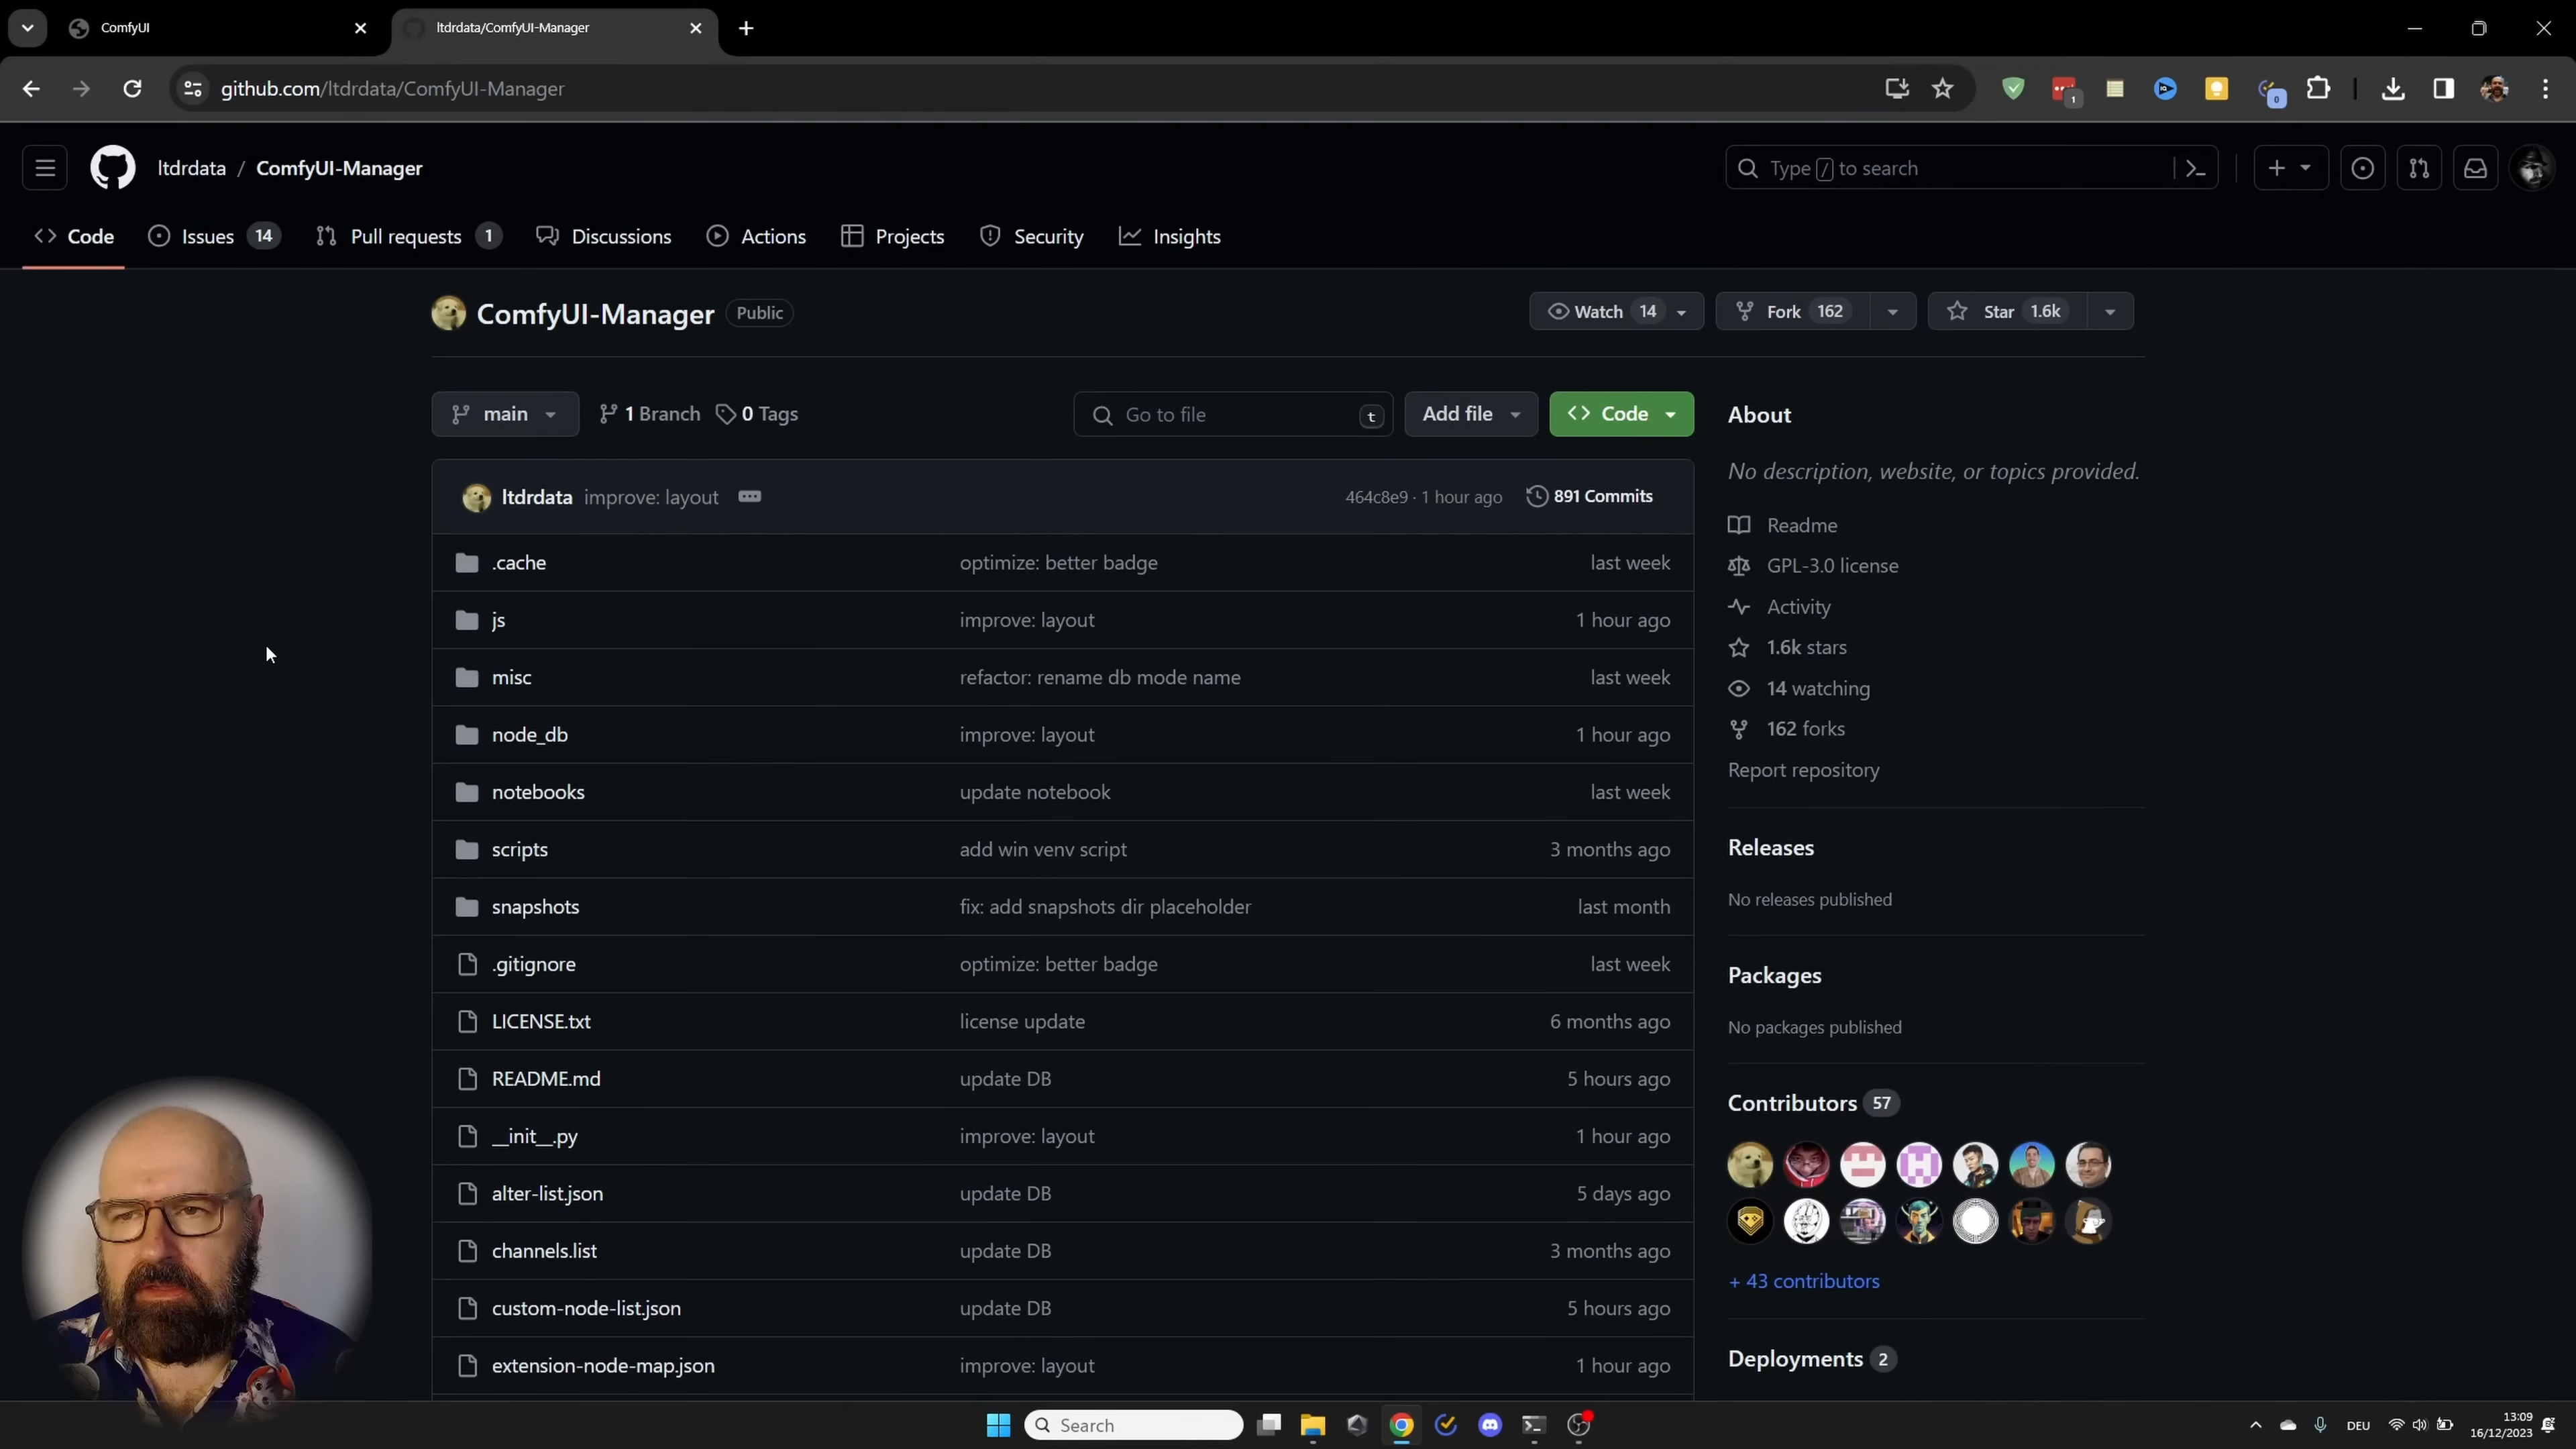 ComfyUI
ltdrdata/ComfyUI-Manager
github.com/ltdrdata/ComfyUI-Manager
1
0
ltdrdata / ComfyUI-Manager
Type / to search
Code
Issues 14
Pull requests 1
Discussions
Actions
Projects
Security
Insights
ComfyUI-Manager Public
Watch 14
Fork 162
Star 1.6k
main
1 Branch
0 Tags
Go to file t
Add file
Code
ltdrdata improve: layout 464c8e9 · 1 hour ago 891 Commits
.cache optimize: better badge last week
js improve: layout 1 hour ago
misc refactor: rename db mode name last week
node_db improve: layout 1 hour ago
notebooks update notebook last week
scripts add win venv script 3 months ago
snapshots fix: add snapshots dir placeholder last month
.gitignore optimize: better badge last week
LICENSE.txt license update 6 months ago
README.md update DB 5 hours ago
__init__.py improve: layout 1 hour ago
alter-list.json update DB 5 days ago
channels.list update DB 3 months ago
custom-node-list.json update DB 5 hours ago
extension-node-map.json improve: layout 1 hour ago
About
No description, website, or topics provided.
Readme
GPL-3.0 license
Activity
1.6k stars
14 watching
162 forks
Report repository
Releases
No releases published
Packages
No packages published
Contributors 57
+ 43 contributors
Deployments 2
Search
DEU
13:09
16/12/2023